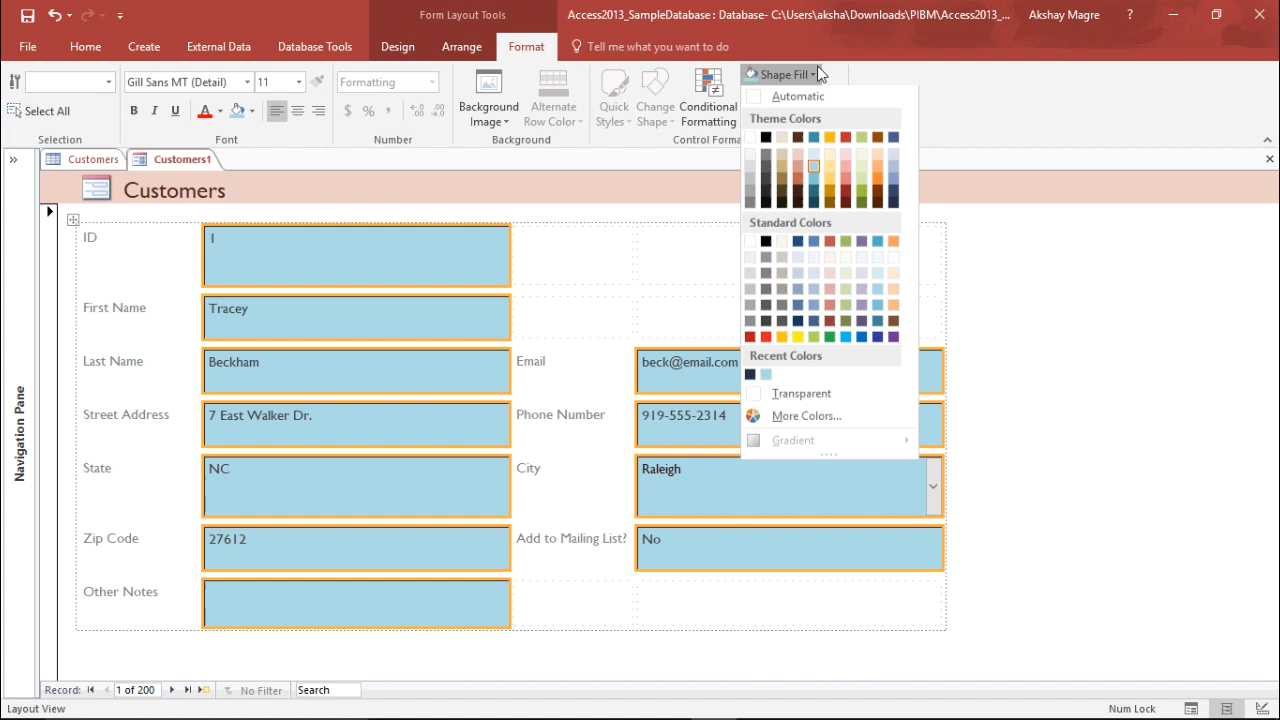 Form Layout Tools
Access2013_SampleDatabase : Database- C:\Users\aksha\Downloads\PIBM\Access2013_...
Akshay Magre
?
File
Home
Create
External Data
Database Tools
Design
Arrange
Format
Tell me what you want to do
Gill Sans MT (Detail)
11
Formatting
Select All
B I U A
$ %
Selection
Font
Number
Background Image
Alternate Row Color
Background
Quick Styles
Change Shape
Conditional Formatting
Control Forma
Shape Fill
Automatic
Theme Colors
Standard Colors
Recent Colors
Transparent
More Colors...
Gradient
Customers
Customers1
Customers
ID
1
First Name
Tracey
Last Name
Beckham
Email
beck@email.com
Street Address
7 East Walker Dr.
Phone Number
919-555-2314
State
NC
City
Raleigh
Zip Code
27612
Add to Mailing List?
No
Other Notes
Navigation Pane
Record:
1 of 200
No Filter
Search
Layout View
Num Lock